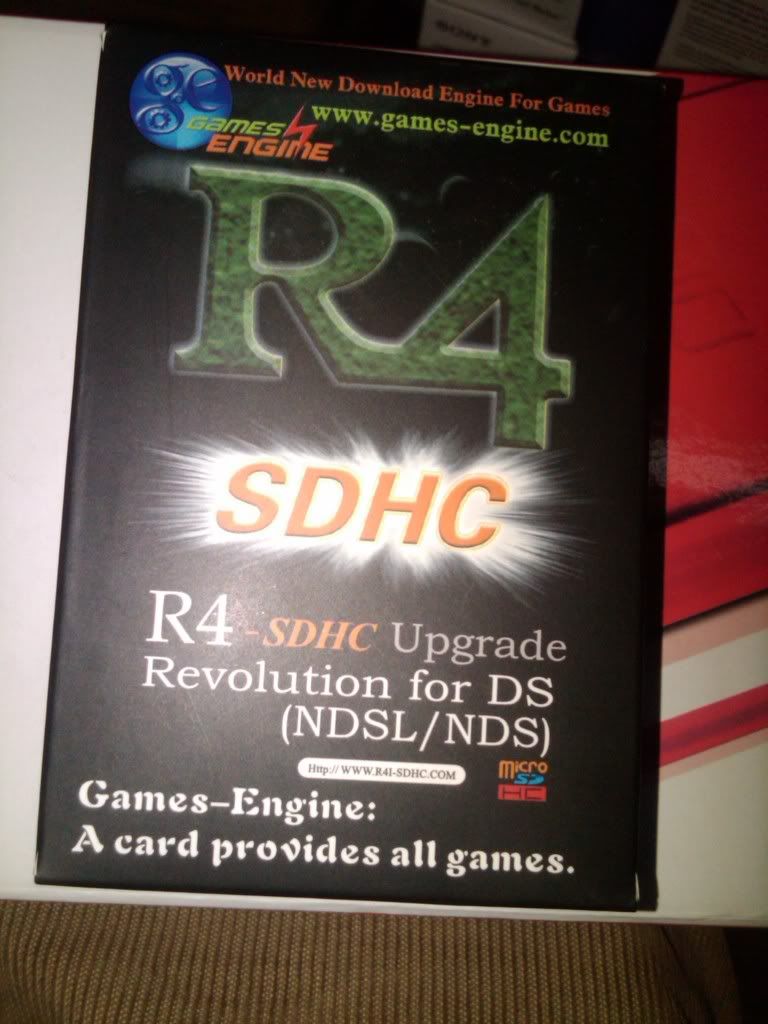 World New Download Engine For Games
ge
GAMES
ENGINE
www.games-engine.com
R4
SDHC
R4 - SDHC Upgrade
Revolution for DS
(NDSL/NDS)
Http:// WWW.R4I-SDHC.COM
micro
SD
HC
Games-Engine:
A card provides all games.